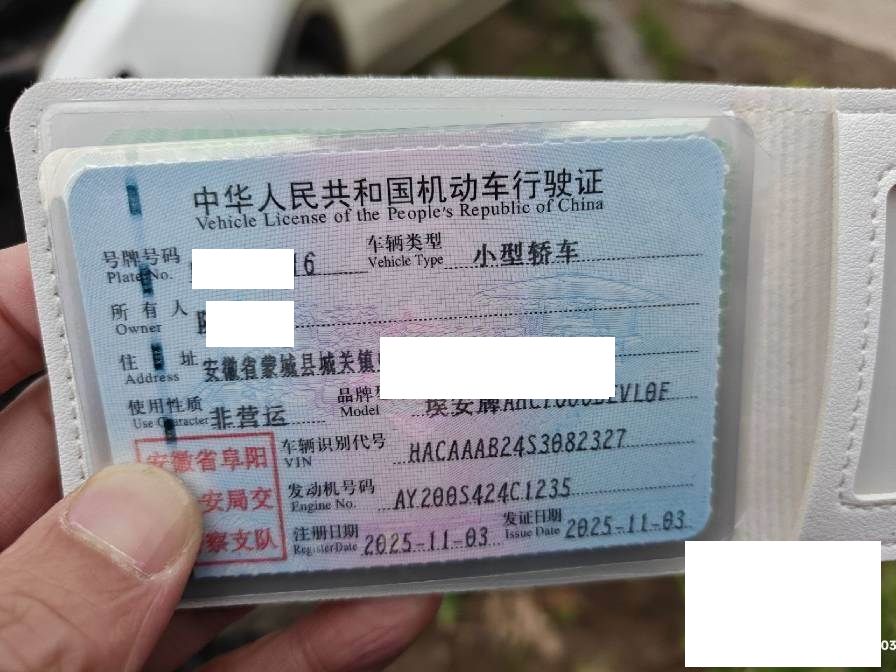 中华人民共和国机动车行驶证
Vehicle License of the People's Republic of China
号牌号码 16 车辆类型 小型轿车
Plate No. Vehicle Type
所有人
Owner
住址 安徽省蒙城县城关镇
Address
使用性质 非营运 品牌 埃安牌
Use Character Model
安徽省阜阳 车辆识别代号 HACAAAB24S3082327
VIN
安局交 发动机号码 AY200S424C1235
Engine No.
察支队 注册日期 2025-11-03 发证日期 2025-11-03
Register Date Issue Date
03